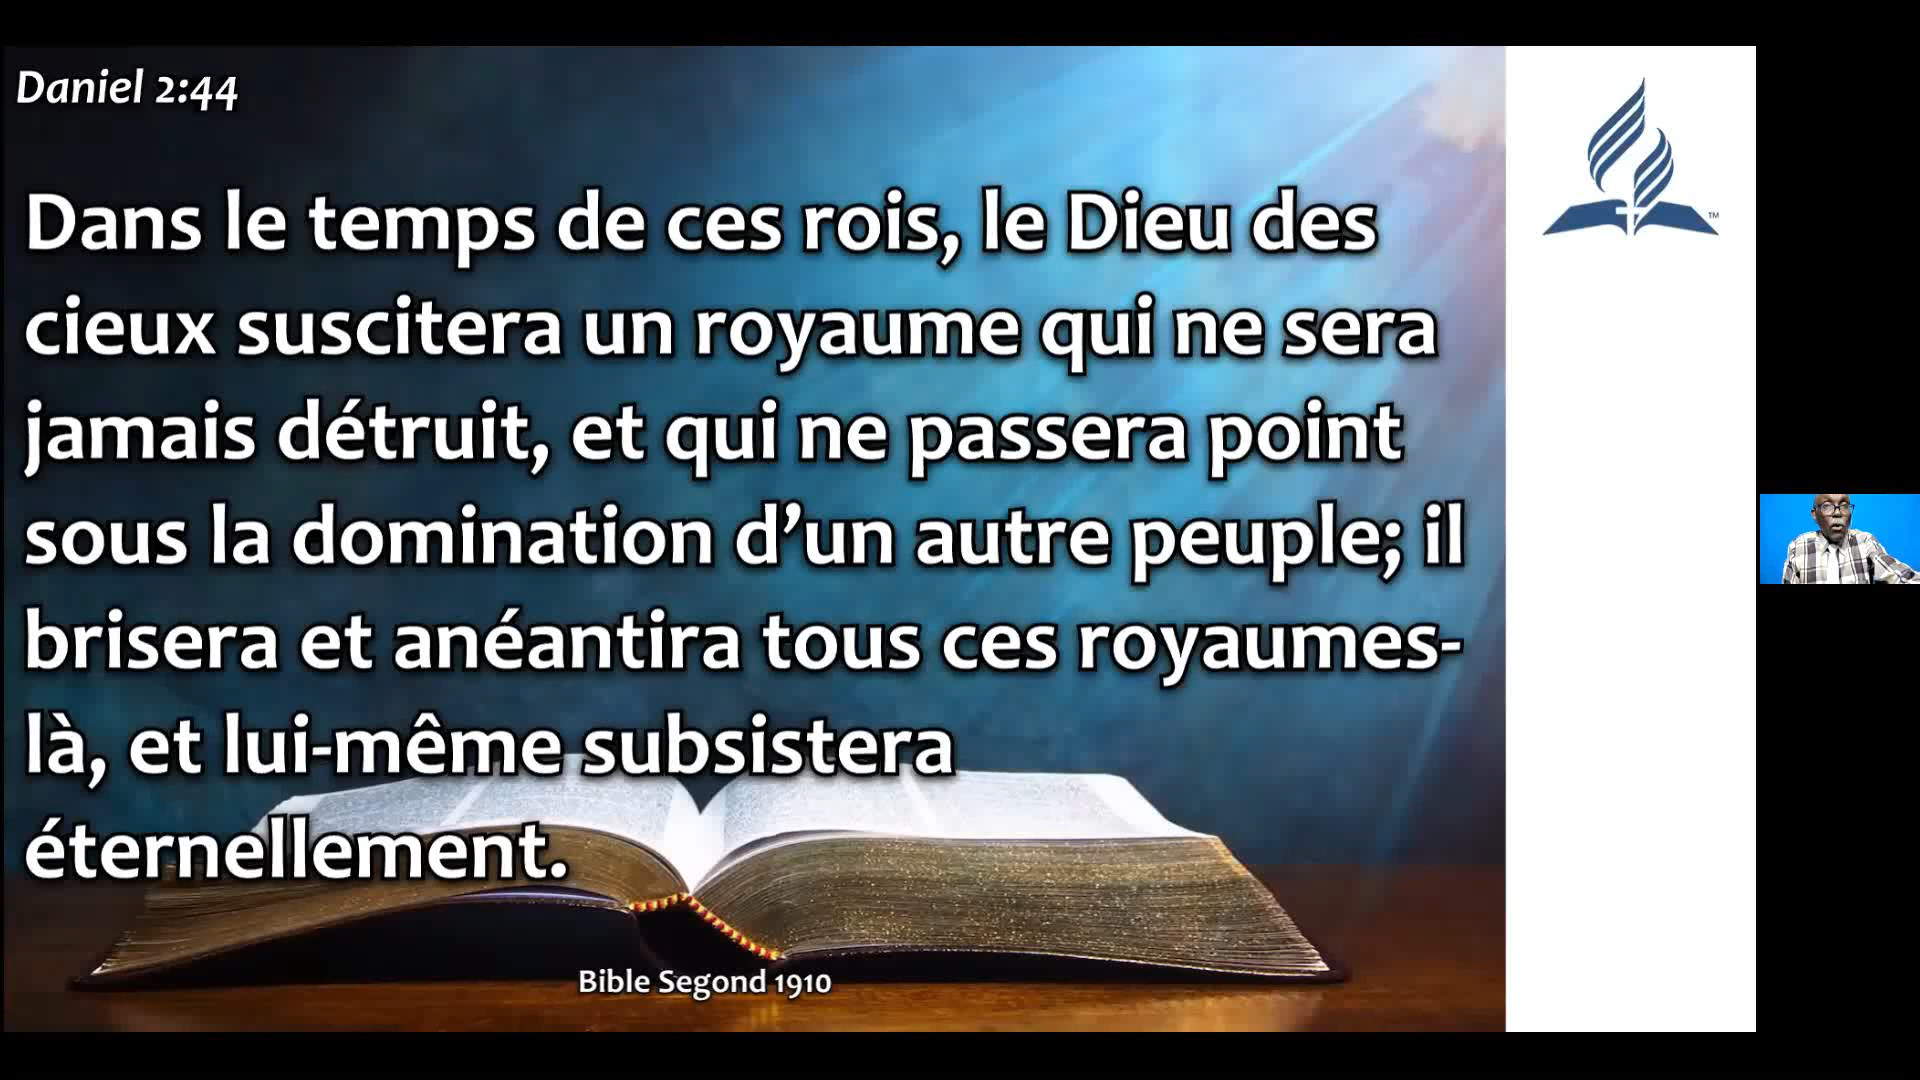 Daniel 2:44
Dans le temps de ces rois, le Dieu des
cieux suscitera un royaume qui ne sera
jamais détruit, et qui ne passera point
sous la domination d’un autre peuple; il
brisera et anéantira tous ces royaumes-
là, et lui-même subsistera
éternellement.
Bible Segond 1910
TM